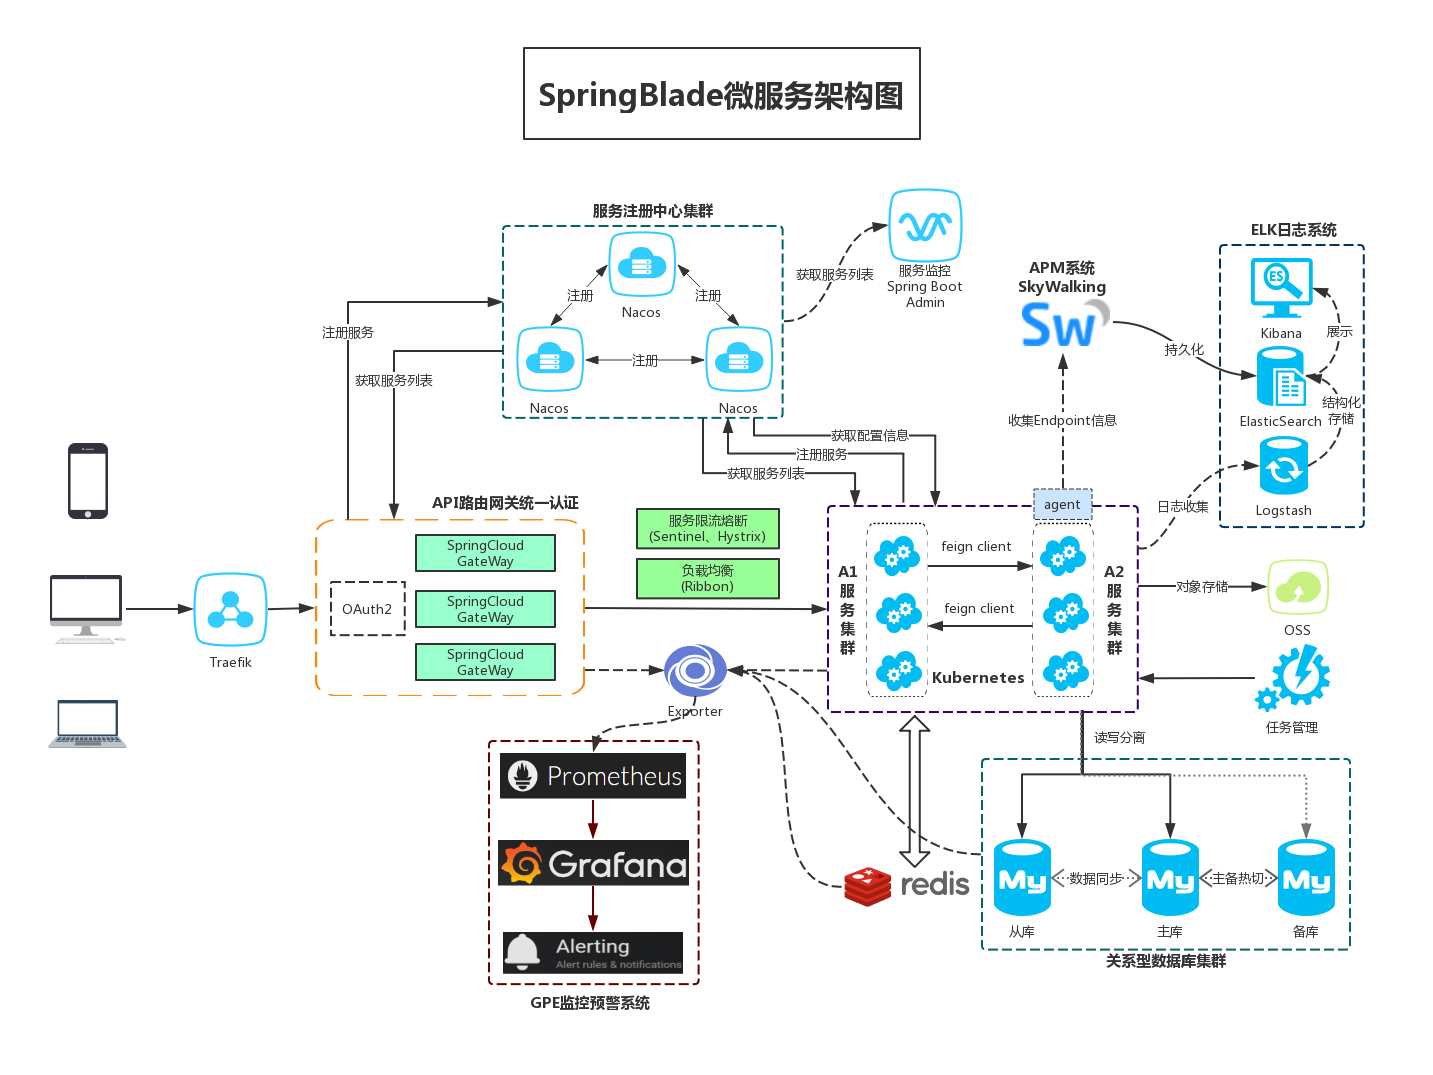 SpringBlade微服务架构图
服务注册中心集群
Nacos
注册
注册
注册
Nacos
Nacos
获取服务列表
服务监控
Spring Boot
Admin
APM系统
SkyWalking
Sw
持久化
收集Endpoint信息
ELK日志系统
ES
Kibana
展示
ElasticSearch
结构化
存储
Logstash
日志收集
注册服务
获取服务列表
获取配置信息
注册服务
获取服务列表
API路由网关统一认证
SpringCloud
GateWay
OAuth2
SpringCloud
GateWay
SpringCloud
GateWay
Traefik
服务限流熔断
(Sentinel、Hystrix)
负载均衡
(Ribbon)
agent
A1
服
务
集
群
feign client
feign client
A2
服
务
集
群
Kubernetes
对象存储
OSS
任务管理
Exporter
Prometheus
Grafana
Alerting
Alert rules & notifications
GPE监控预警系统
redis
读写分离
My
从库
数据同步
My
主库
主备热切
My
备库
关系型数据库集群